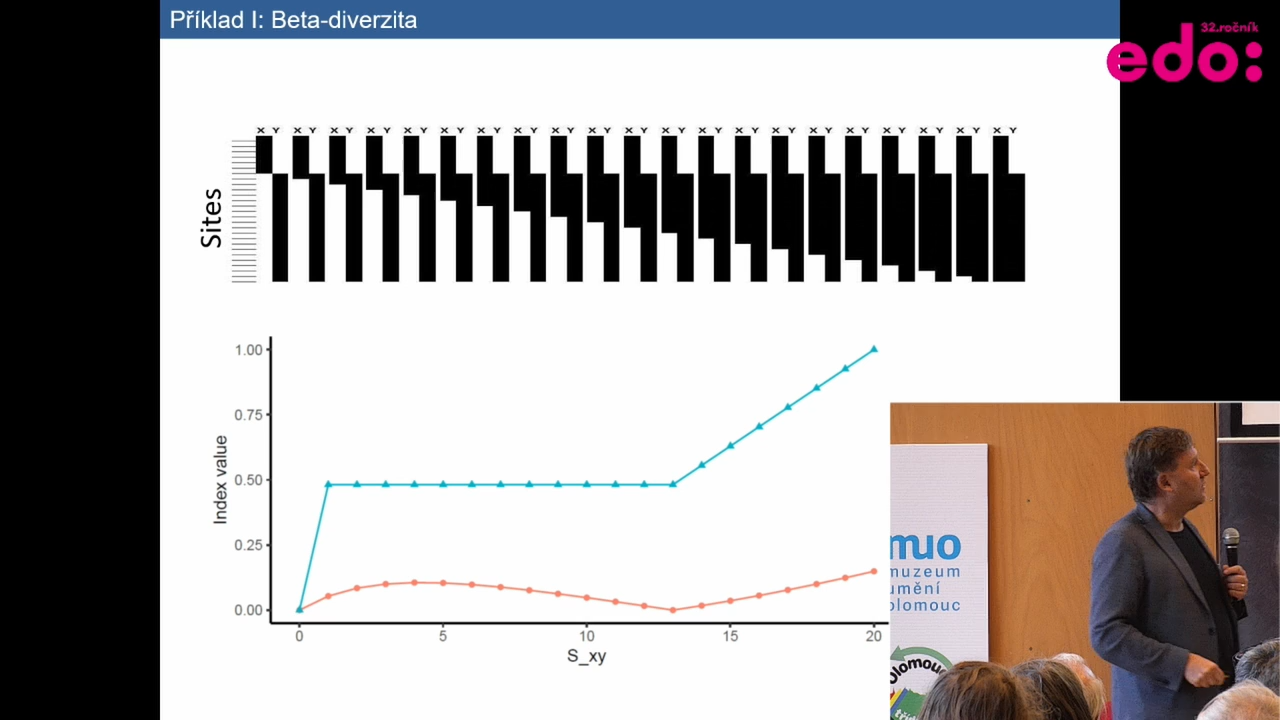 Příklad I: Beta-diverzita
32.ročník
edo:
X Y X Y X Y X Y X Y X Y X Y X Y X Y X Y X Y X Y X Y X Y X Y X Y X Y X Y X Y X Y X Y
Sites
1.00
0.75
0.50
0.25
0.00
Index value
0 5 10 15 20
S_xy
muo
muzeum
umění
olomouc
Olomouc